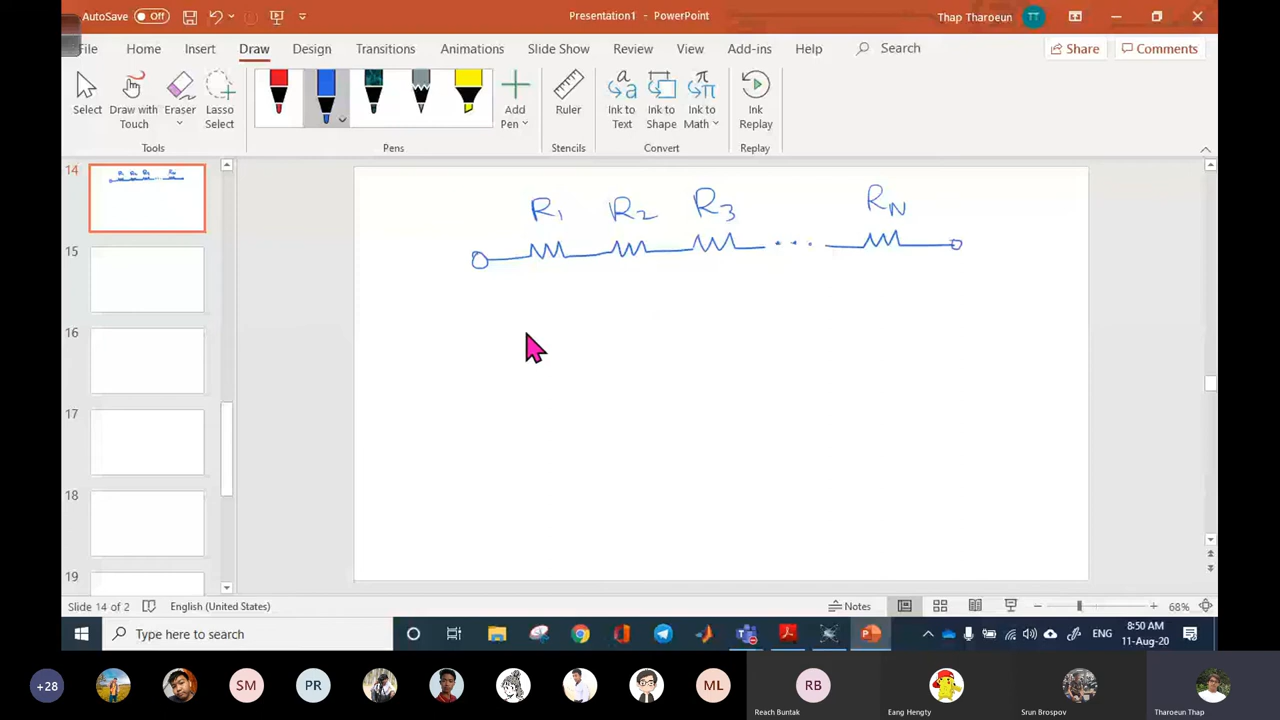 AutoSave Off
Presentation1 - PowerPoint
Thap Tharoeun TT
File Home Insert Draw Design Transitions Animations Slide Show Review View Add-ins Help Search Share Comments
Select
Draw with Touch
Eraser
Lasso Select
Add Pen
Ruler
Ink to Text
Ink to Shape
Ink to Math
Ink Replay
Tools Pens Stencils Convert Replay
14
15
16
17
18
19
R1 R2 R3 ... RN
Slide 14 of 2 English (United States) Notes 68%
Type here to search
ENG
8:50 AM
11-Aug-20
+28 SM PR ML RB
Reach Buntak Eang Hengty Srun Brospov Tharoeun Thap